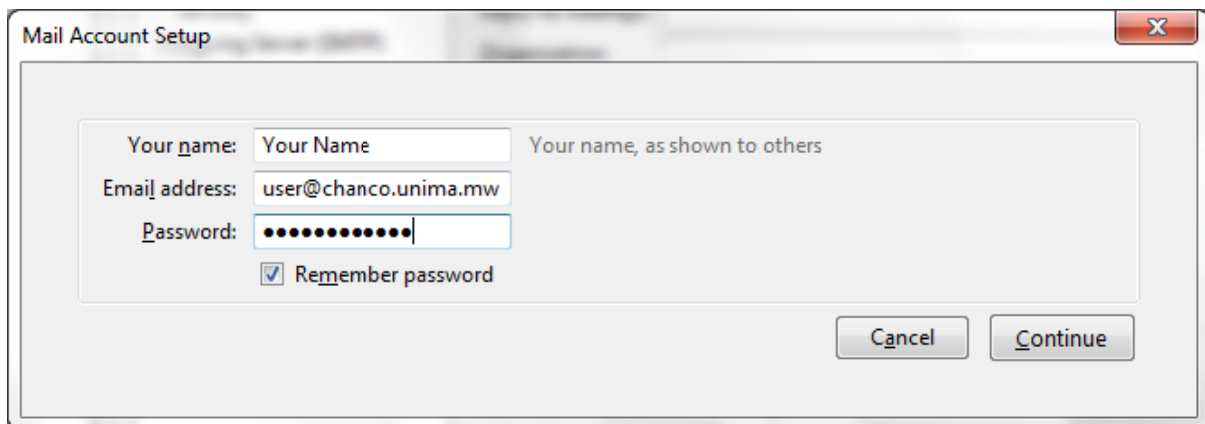 Mail Account Setup
Your name: Your Name Your name, as shown to others
Email address: user@chanco.unima.mw
Password: ●●●●●●●●●●●●
Remember password
Cancel Continue